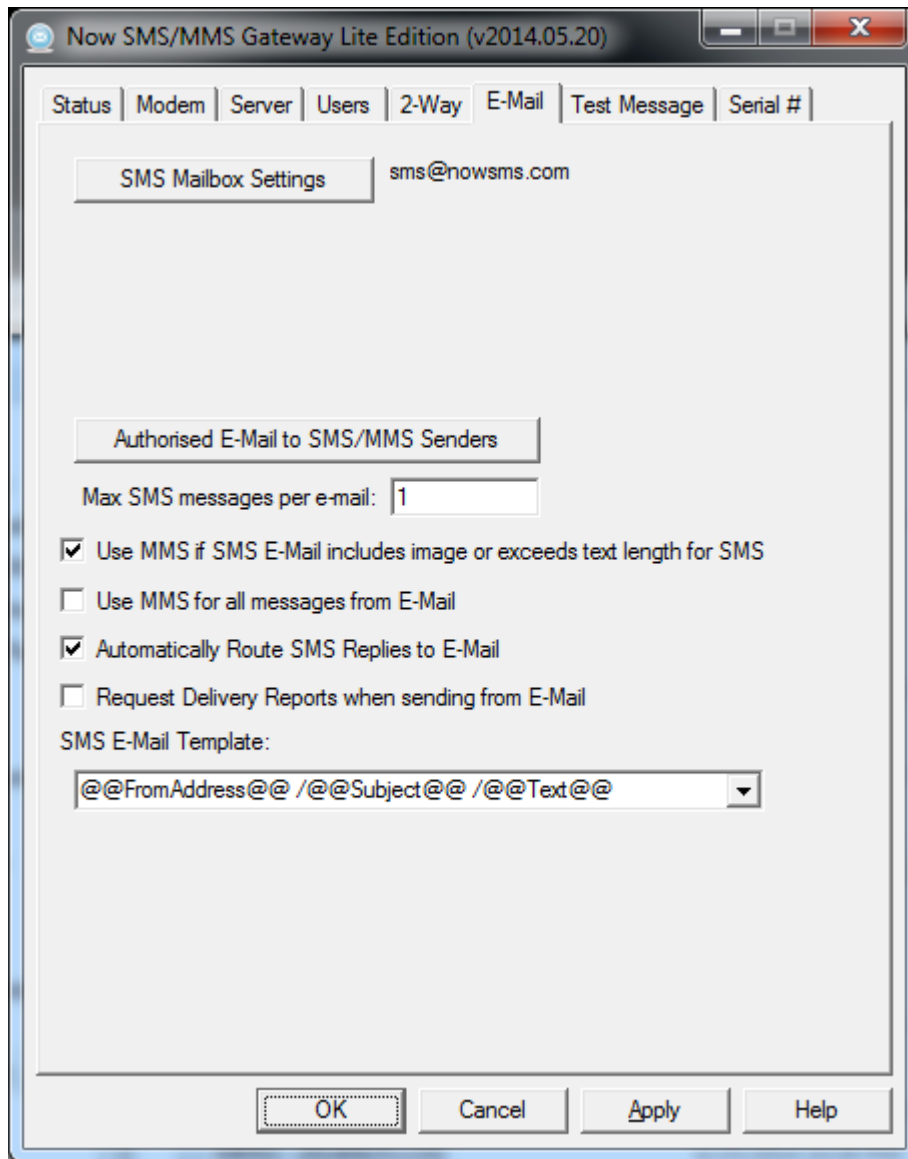 Now SMS/MMS Gateway Lite Edition (v2014.05.20)
Status Modem Server Users 2-Way E-Mail Test Message Serial #
SMS Mailbox Settings sms@nowsms.com
Authorised E-Mail to SMS/MMS Senders
Max SMS messages per e-mail: 1
Use MMS if SMS E-Mail includes image or exceeds text length for SMS
Use MMS for all messages from E-Mail
Automatically Route SMS Replies to E-Mail
Request Delivery Reports when sending from E-Mail
SMS E-Mail Template:
@@FromAddress@@ /@@Subject@@ /@@Text@@
OK Cancel Apply Help